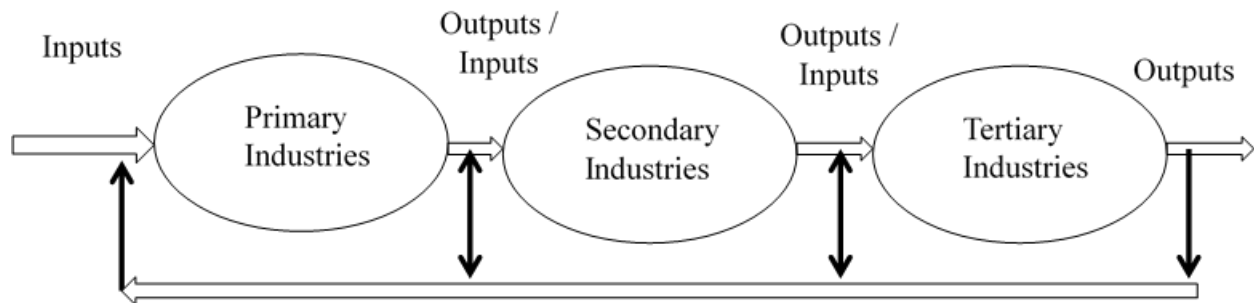 Inputs
Outputs /
Inputs
Outputs /
Inputs
Outputs
Primary
Industries
Secondary
Industries
Tertiary
Industries